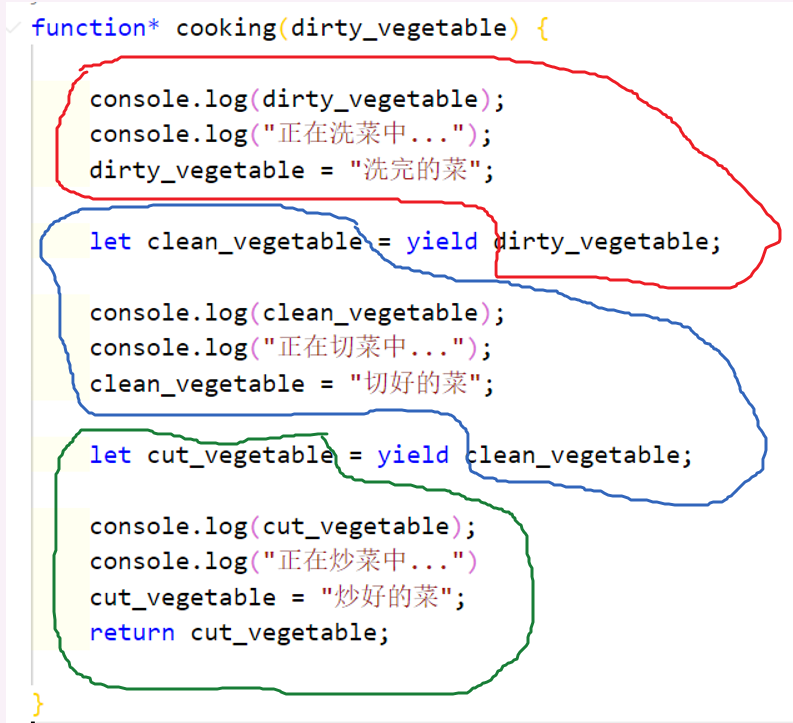 function* cooking(dirty_vegetable) {
console.log(dirty_vegetable);
console.log("正在洗菜中...");
dirty_vegetable = "洗完的菜";
let clean_vegetable = yield dirty_vegetable;
console.log(clean_vegetable);
console.log("正在切菜中...");
clean_vegetable = "切好的菜";
let cut_vegetable = yield clean_vegetable;
console.log(cut_vegetable);
console.log("正在炒菜中...")
cut_vegetable = "炒好的菜";
return cut_vegetable;
}